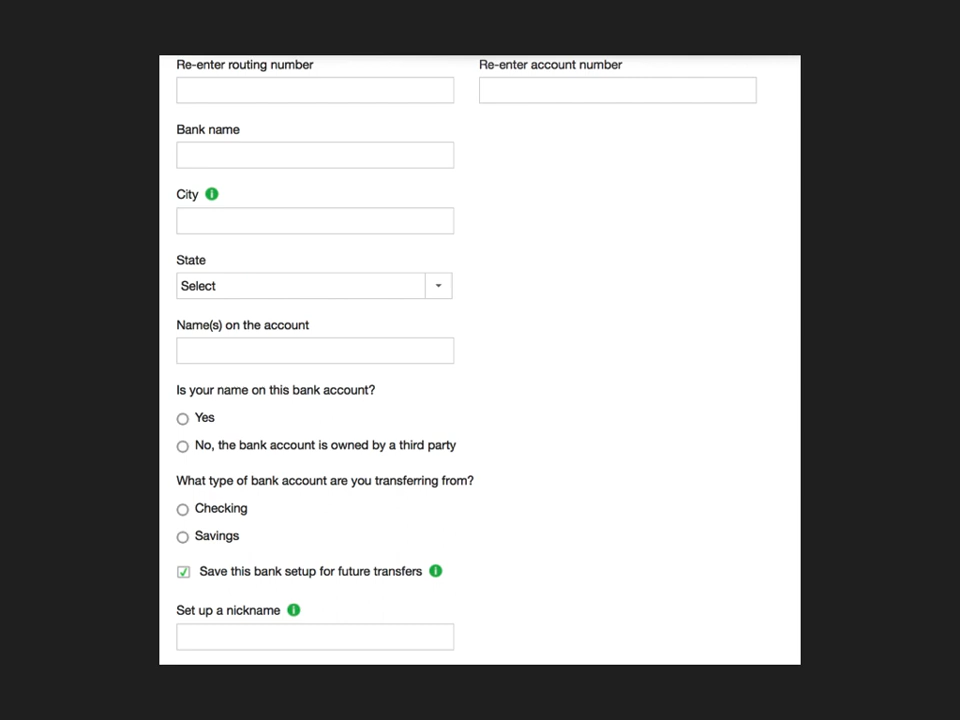 Re-enter routing number
Re-enter account number
Bank name
City
State
Select
Name(s) on the account
Is your name on this bank account?
Yes
No, the bank account is owned by a third party
What type of bank account are you transferring from?
Checking
Savings
Save this bank setup for future transfers
Set up a nickname